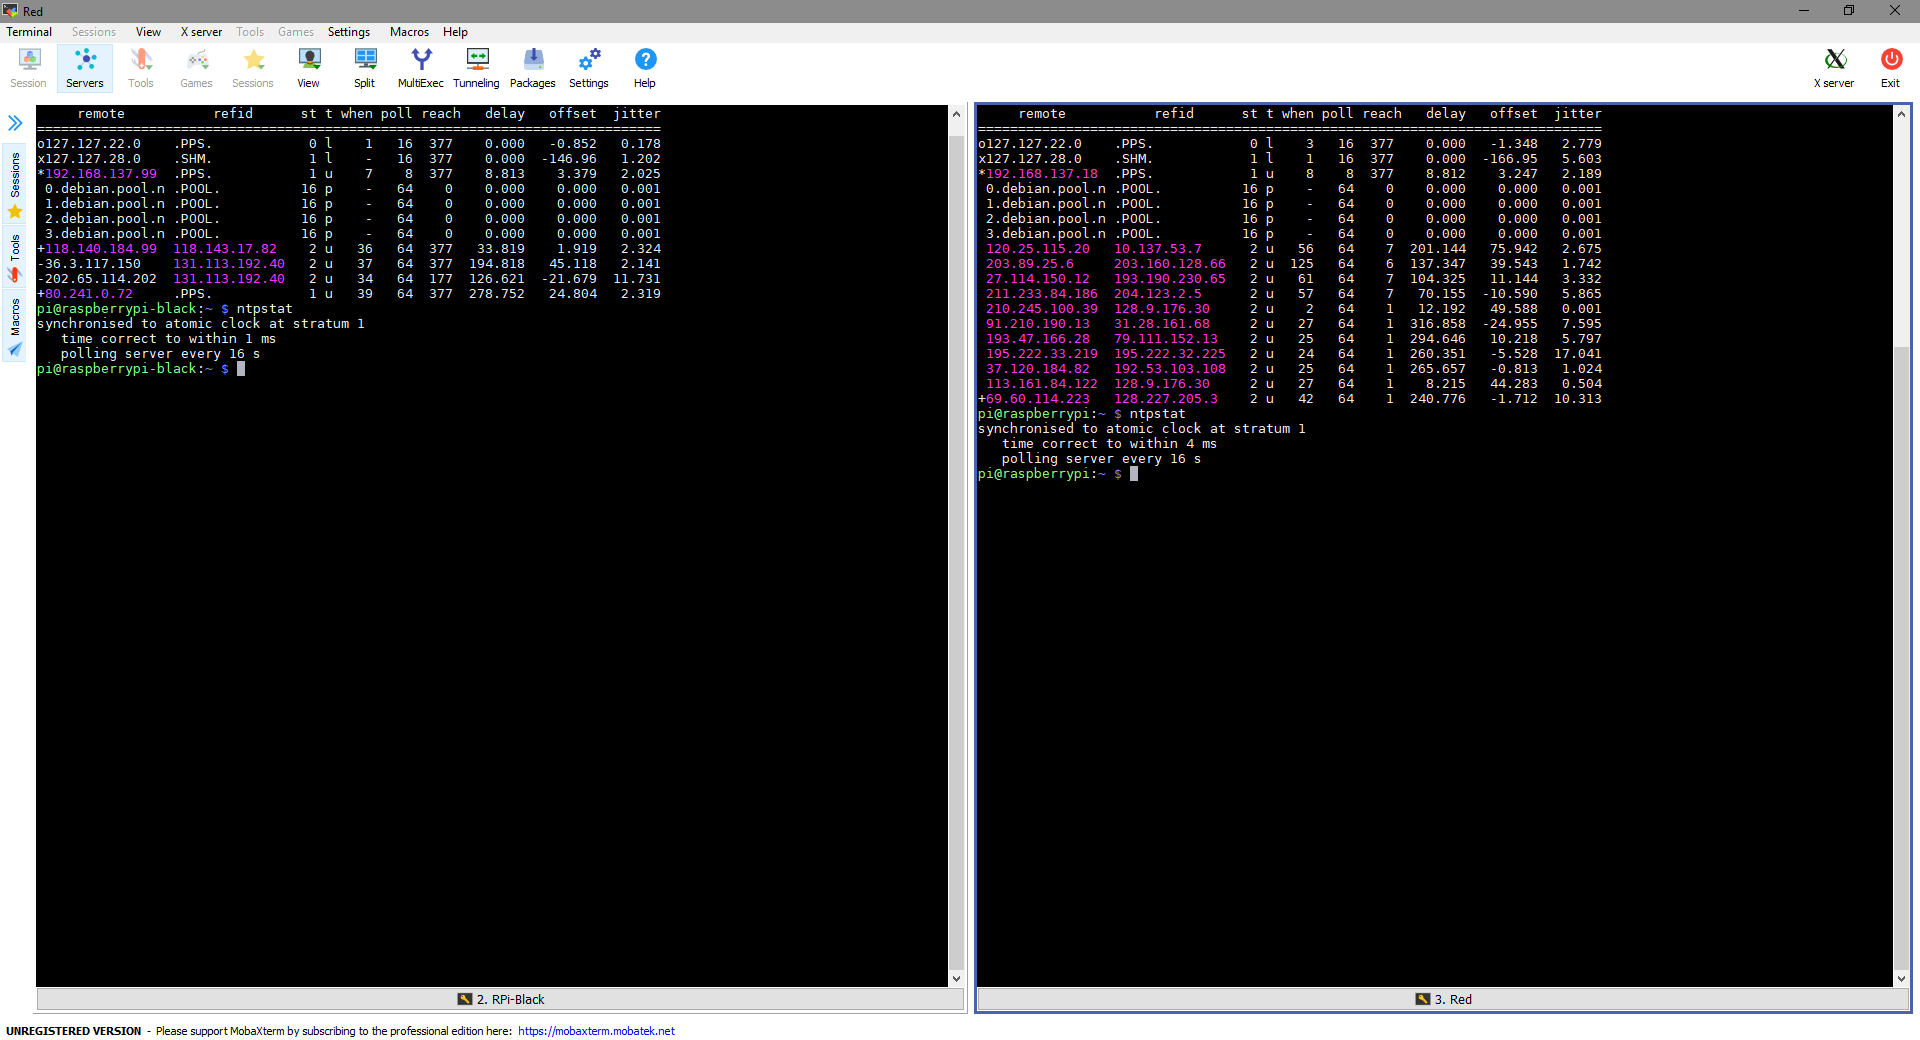 Red
Terminal Sessions View X server Tools Games Settings Macros Help
Session Servers Tools Games Sessions View Split MultiExec Tunneling Packages Settings Help X server Exit
Sessions
Tools
Macros
     remote           refid      st t when poll reach   delay   offset  jitter
==============================================================================
o127.127.22.0    .PPS.            0 l    1   16  377    0.000   -0.852   0.178
x127.127.28.0    .SHM.            1 l    -   16  377    0.000  -146.96   1.202
*192.168.137.99  .PPS.            1 u    7    8  377    8.813    3.379   2.025
 0.debian.pool.n .POOL.          16 p    -   64    0    0.000    0.000   0.001
 1.debian.pool.n .POOL.          16 p    -   64    0    0.000    0.000   0.001
 2.debian.pool.n .POOL.          16 p    -   64    0    0.000    0.000   0.001
 3.debian.pool.n .POOL.          16 p    -   64    0    0.000    0.000   0.001
+118.140.184.99  118.143.17.82    2 u   36   64  377   33.819    1.919   2.324
-36.3.117.150    131.113.192.40   2 u   37   64  377  194.818   45.118   2.141
-202.65.114.202  131.113.192.40   2 u   34   64  177  126.621  -21.679  11.731
+80.241.0.72     .PPS.            1 u   39   64  377  278.752   24.804   2.319
pi@raspberrypi-black:~ $ ntpstat
synchronised to atomic clock at stratum 1
   time correct to within 1 ms
   polling server every 16 s
pi@raspberrypi-black:~ $
2. RPi-Black
     remote           refid      st t when poll reach   delay   offset  jitter
==============================================================================
o127.127.22.0    .PPS.            0 l    3   16  377    0.000   -1.348   2.779
x127.127.28.0    .SHM.            1 l    1   16  377    0.000  -166.95   5.603
*192.168.137.18  .PPS.            1 u    8    8  377    8.812    3.247   2.189
 0.debian.pool.n .POOL.          16 p    -   64    0    0.000    0.000   0.001
 1.debian.pool.n .POOL.          16 p    -   64    0    0.000    0.000   0.001
 2.debian.pool.n .POOL.          16 p    -   64    0    0.000    0.000   0.001
 3.debian.pool.n .POOL.          16 p    -   64    0    0.000    0.000   0.001
 120.25.115.20   10.137.53.7      2 u   56   64    7  201.144   75.942   2.675
 203.89.25.6     203.160.128.66   2 u  125   64    6  137.347   39.543   1.742
 27.114.150.12   193.190.230.65   2 u   61   64    7  104.325   11.144   3.332
 211.233.84.186  204.123.2.5      2 u   57   64    7   70.155  -10.590   5.865
 210.245.100.39  128.9.176.30     2 u    2   64    1   12.192   49.588   0.001
 91.210.190.13   31.28.161.68     2 u   27   64    1  316.858  -24.955   7.595
 193.47.166.28   79.111.152.13    2 u   25   64    1  294.646   10.218   5.797
 195.222.33.219  195.222.32.225   2 u   24   64    1  260.351   -5.528  17.041
 37.120.184.82   192.53.103.108   2 u   25   64    1  265.657   -0.813   1.024
 113.161.84.122  128.9.176.30     2 u   27   64    1    8.215   44.283   0.504
+69.60.114.223   128.227.205.3    2 u   42   64    1  240.776   -1.712  10.313
pi@raspberrypi:~ $ ntpstat
synchronised to atomic clock at stratum 1
   time correct to within 4 ms
   polling server every 16 s
pi@raspberrypi:~ $
3. Red
UNREGISTERED VERSION - Please support MobaXterm by subscribing to the professional edition here: https://mobaxterm.mobatek.net